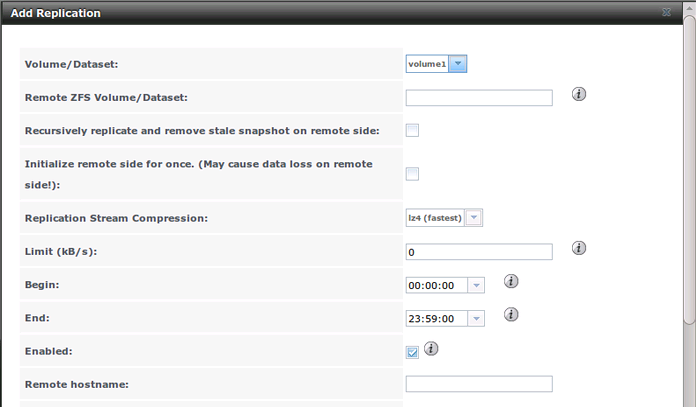 Add Replication
Volume/Dataset:
volume1
Remote ZFS Volume/Dataset:
Recursively replicate and remove stale snapshot on remote side:
Initialize remote side for once. (May cause data loss on remote
side!):
Replication Stream Compression:
lz4 (fastest)
Limit (kB/s):
0
Begin:
00:00:00
End:
23:59:00
Enabled:
Remote hostname: